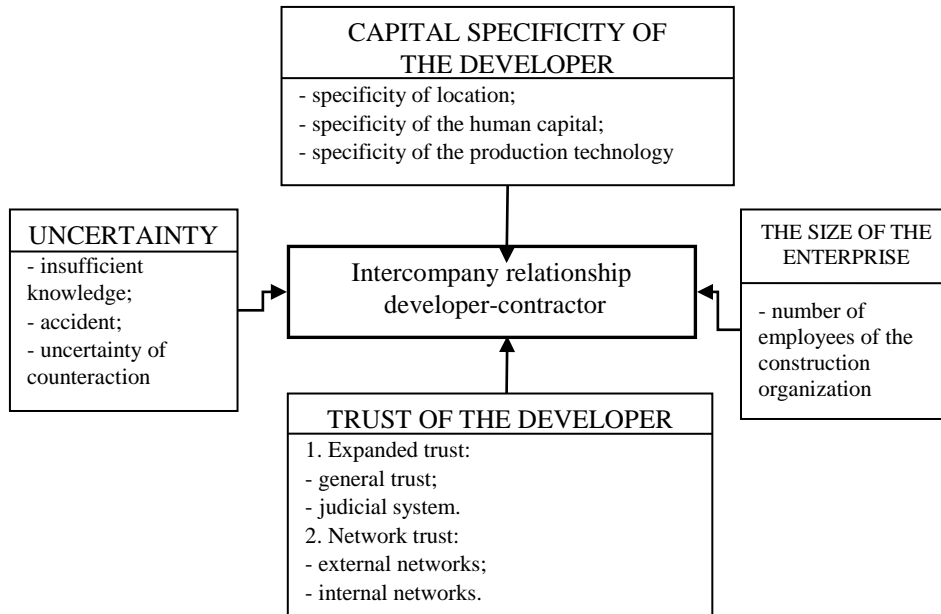 CAPITAL SPECIFICITY OF
THE DEVELOPER
- specificity of location;
- specificity of the human capital;
- specificity of the production technology
UNCERTAINTY
- insufficient
knowledge;
- accident;
- uncertainty of
counteraction
Intercompany relationship
developer-contractor
THE SIZE OF THE
ENTERPRISE
- number of
employees of the
construction
organization
TRUST OF THE DEVELOPER
1. Expanded trust:
- general trust;
- judicial system.
2. Network trust:
- external networks;
- internal networks.